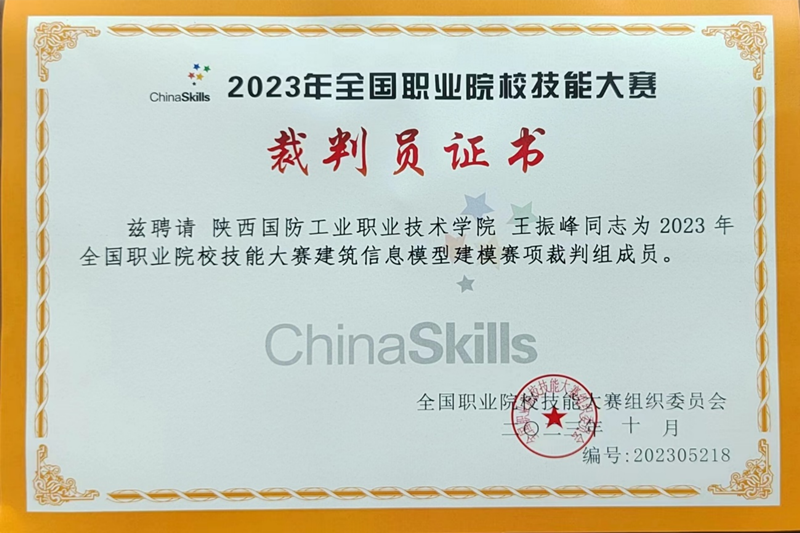 ChinaSkills
2023年全国职业院校技能大赛
裁判员证书
兹聘请 陕西国防工业职业技术学院 王振峰同志为 2023 年
全国职业院校技能大赛建筑信息模型建模赛项裁判组成员。
ChinaSkills
全国职业院校技能大赛组织委员会
二〇二三年 十 月
编号:202305218